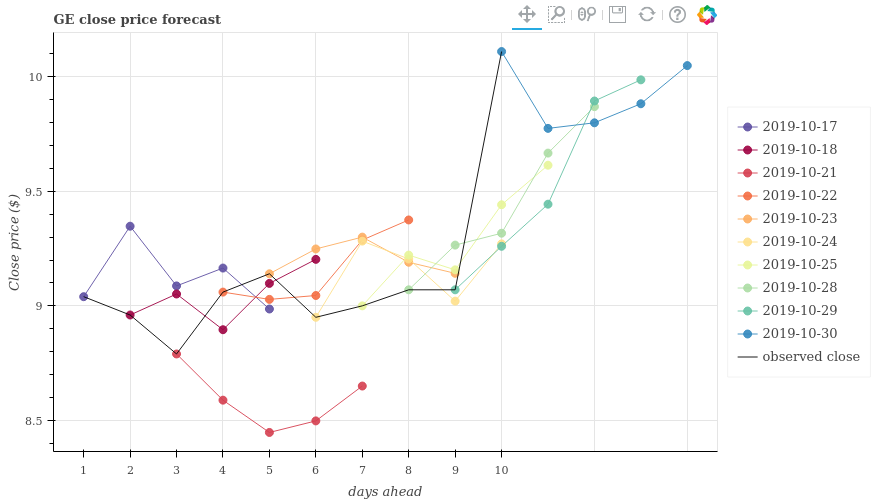 GE close price forecast
10
9.5
9
8.5
Close price ($)
1 2 3 4 5 6 7 8 9 10
days ahead
2019-10-17
2019-10-18
2019-10-21
2019-10-22
2019-10-23
2019-10-24
2019-10-25
2019-10-28
2019-10-29
2019-10-30
observed close